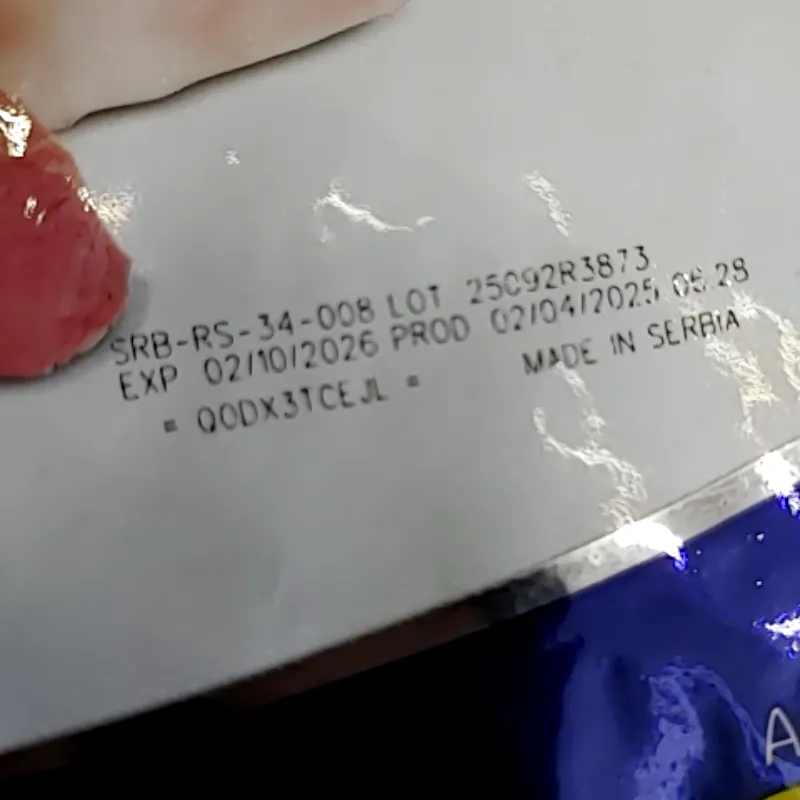 SRB-RS-34-008 LOT 25092R3873
EXP 02/10/2026 PROD 02/04/2025 06:28
= Q0DX3TCEJL = MADE IN SERBIA
A